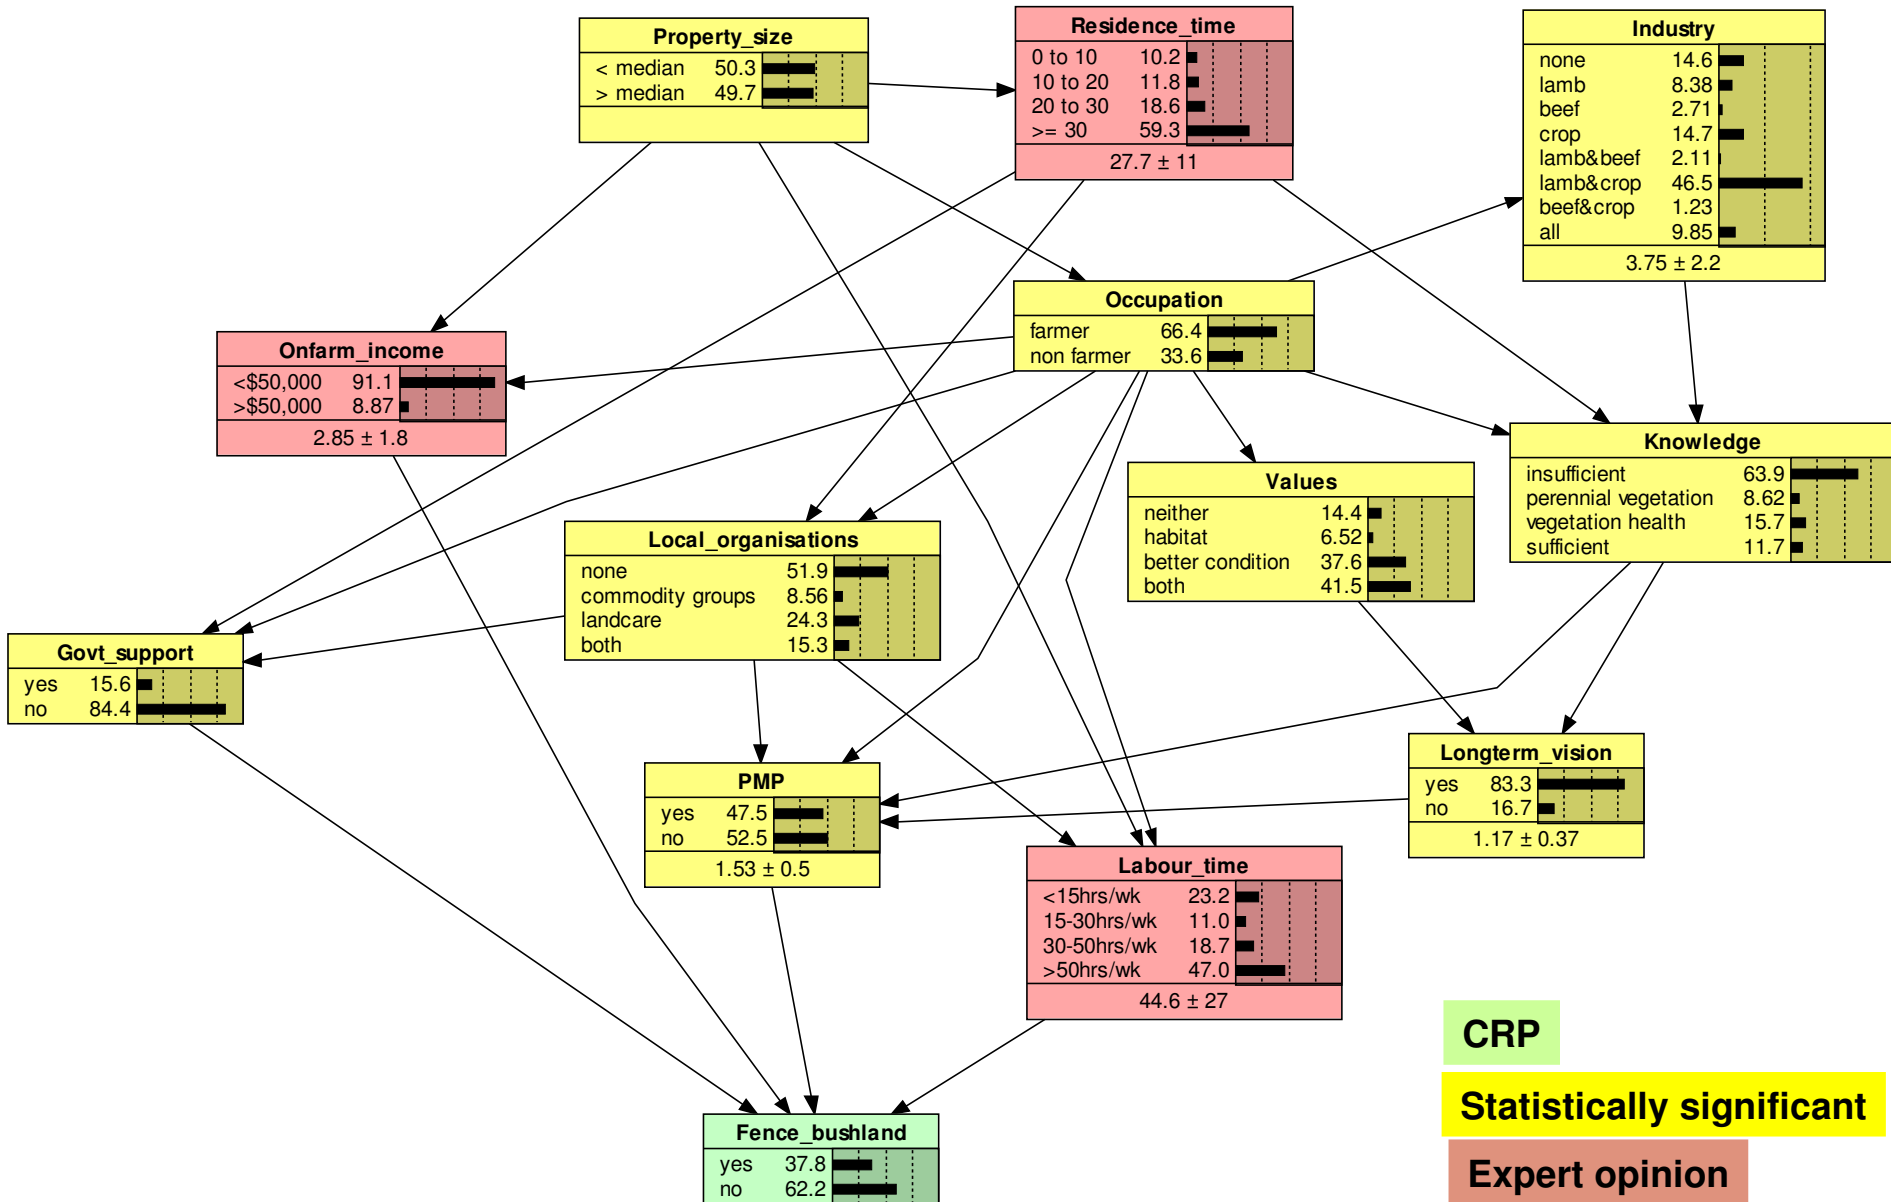 Property_size
< median 50.3
> median 49.7
Residence_time
0 to 10 10.2
10 to 20 11.8
20 to 30 18.6
>= 30 59.3
27.7 ± 11
Industry
none 14.6
lamb 8.38
beef 2.71
crop 14.7
lamb&beef 2.11
lamb&crop 46.5
beef&crop 1.23
all 9.85
3.75 ± 2.2
Occupation
farmer 66.4
non farmer 33.6
Onfarm_income
<$50,000 91.1
>$50,000 8.87
2.85 ± 1.8
Knowledge
insufficient 63.9
perennial vegetation 8.62
vegetation health 15.7
sufficient 11.7
Values
neither 14.4
habitat 6.52
better condition 37.6
both 41.5
Local_organisations
none 51.9
commodity groups 8.56
landcare 24.3
both 15.3
Govt_support
yes 15.6
no 84.4
Longterm_vision
yes 83.3
no 16.7
1.17 ± 0.37
PMP
yes 47.5
no 52.5
1.53 ± 0.5
Labour_time
<15hrs/wk 23.2
15-30hrs/wk 11.0
30-50hrs/wk 18.7
>50hrs/wk 47.0
44.6 ± 27
Fence_bushland
yes 37.8
no 62.2
CRP
Statistically significant
Expert opinion